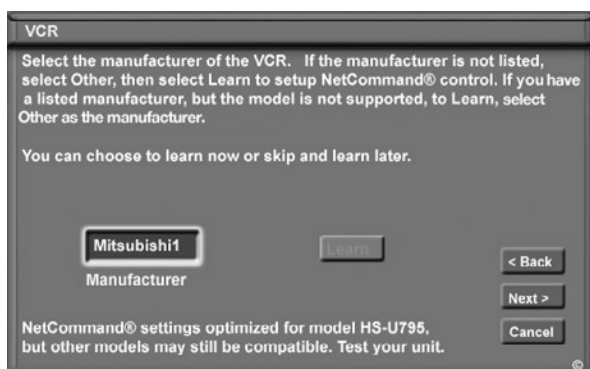 VCR
Select the manufacturer of the VCR. If the manufacturer is not listed,
select Other, then select Learn to setup NetCommand® control. If you have
a listed manufacturer, but the model is not supported, to Learn, select
Other as the manufacturer.
You can choose to learn now or skip and learn later.
Mitsubishi1
Learn
Manufacturer
< Back
Next >
Cancel
NetCommand® settings optimized for model HS-U795,
but other models may still be compatible. Test your unit.
©